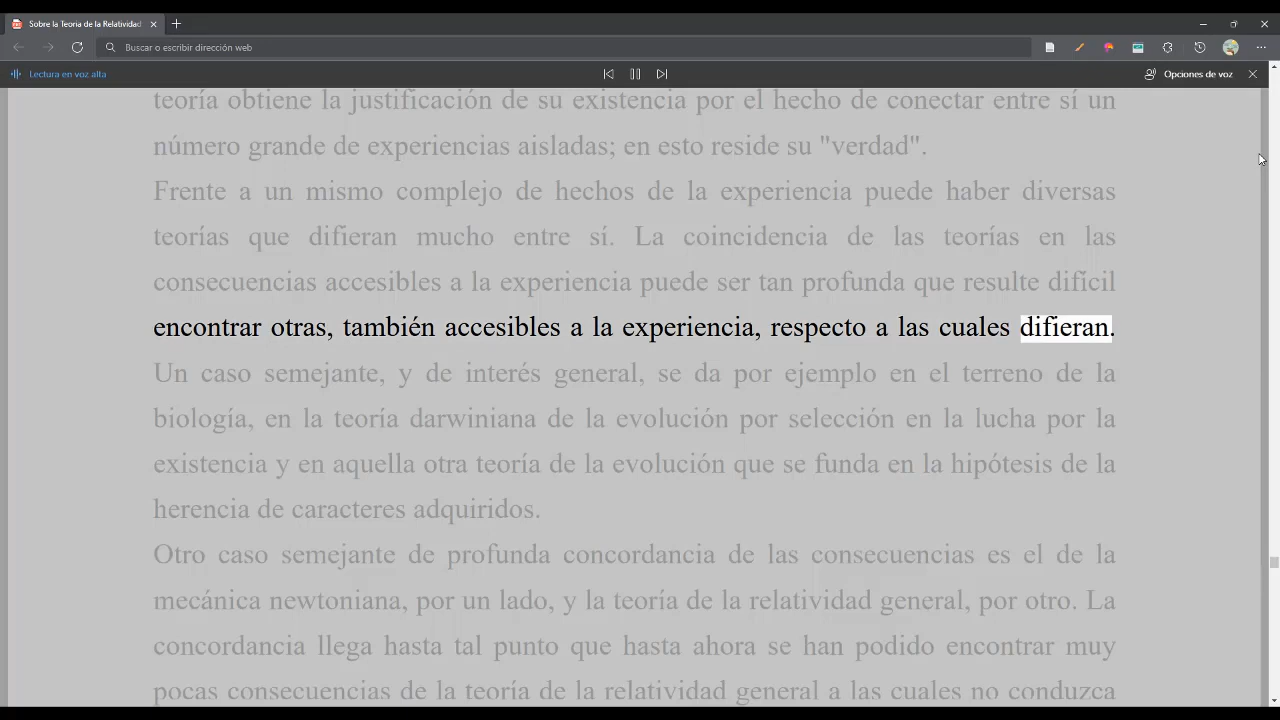 Sobre la Teoria de la Relatividad
Buscar o escribir dirección web
Lectura en voz alta
Opciones de voz
teoría obtiene la justificación de su existencia por el hecho de conectar entre sí un
número grande de experiencias aisladas; en esto reside su "verdad".
Frente a un mismo complejo de hechos de la experiencia puede haber diversas
teorías que difieran mucho entre sí. La coincidencia de las teorías en las
consecuencias accesibles a la experiencia puede ser tan profunda que resulte difícil
encontrar otras, también accesibles a la experiencia, respecto a las cuales difieran.
Un caso semejante, y de interés general, se da por ejemplo en el terreno de la
biología, en la teoría darwiniana de la evolución por selección en la lucha por la
existencia y en aquella otra teoría de la evolución que se funda en la hipótesis de la
herencia de caracteres adquiridos.
Otro caso semejante de profunda concordancia de las consecuencias es el de la
mecánica newtoniana, por un lado, y la teoría de la relatividad general, por otro. La
concordancia llega hasta tal punto que hasta ahora se han podido encontrar muy
pocas consecuencias de la teoría de la relatividad general a las cuales no conduzca